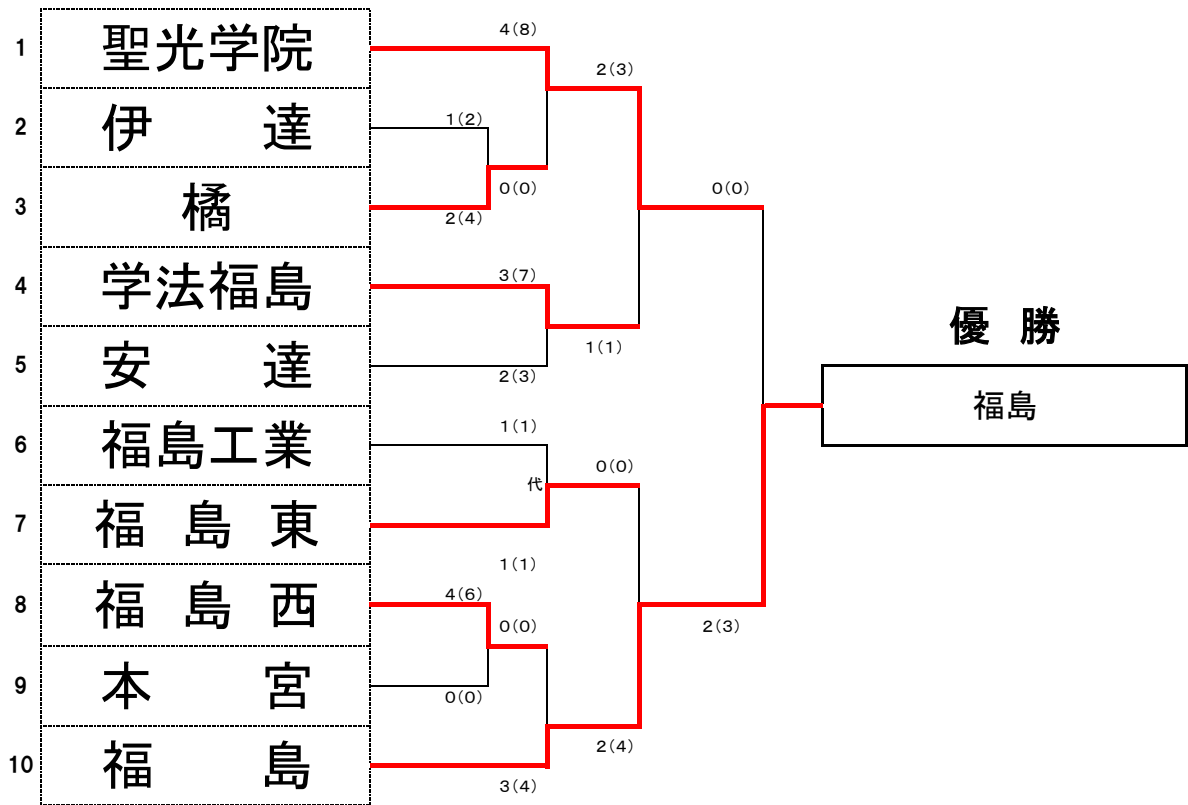 4(8)
1 聖光学院
2(3)
2 伊 達
1(2)
0(0)
0(0)
3 橘
2(4)
4 学法福島
3(7)
優 勝
1(1)
5 安 達
2(3)
福島
6 福島工業
1(1)
0(0)
代
7 福 島 東
1(1)
8 福 島 西
4(6)
0(0)
2(3)
9 本 宮
0(0)
2(4)
10 福 島
3(4)